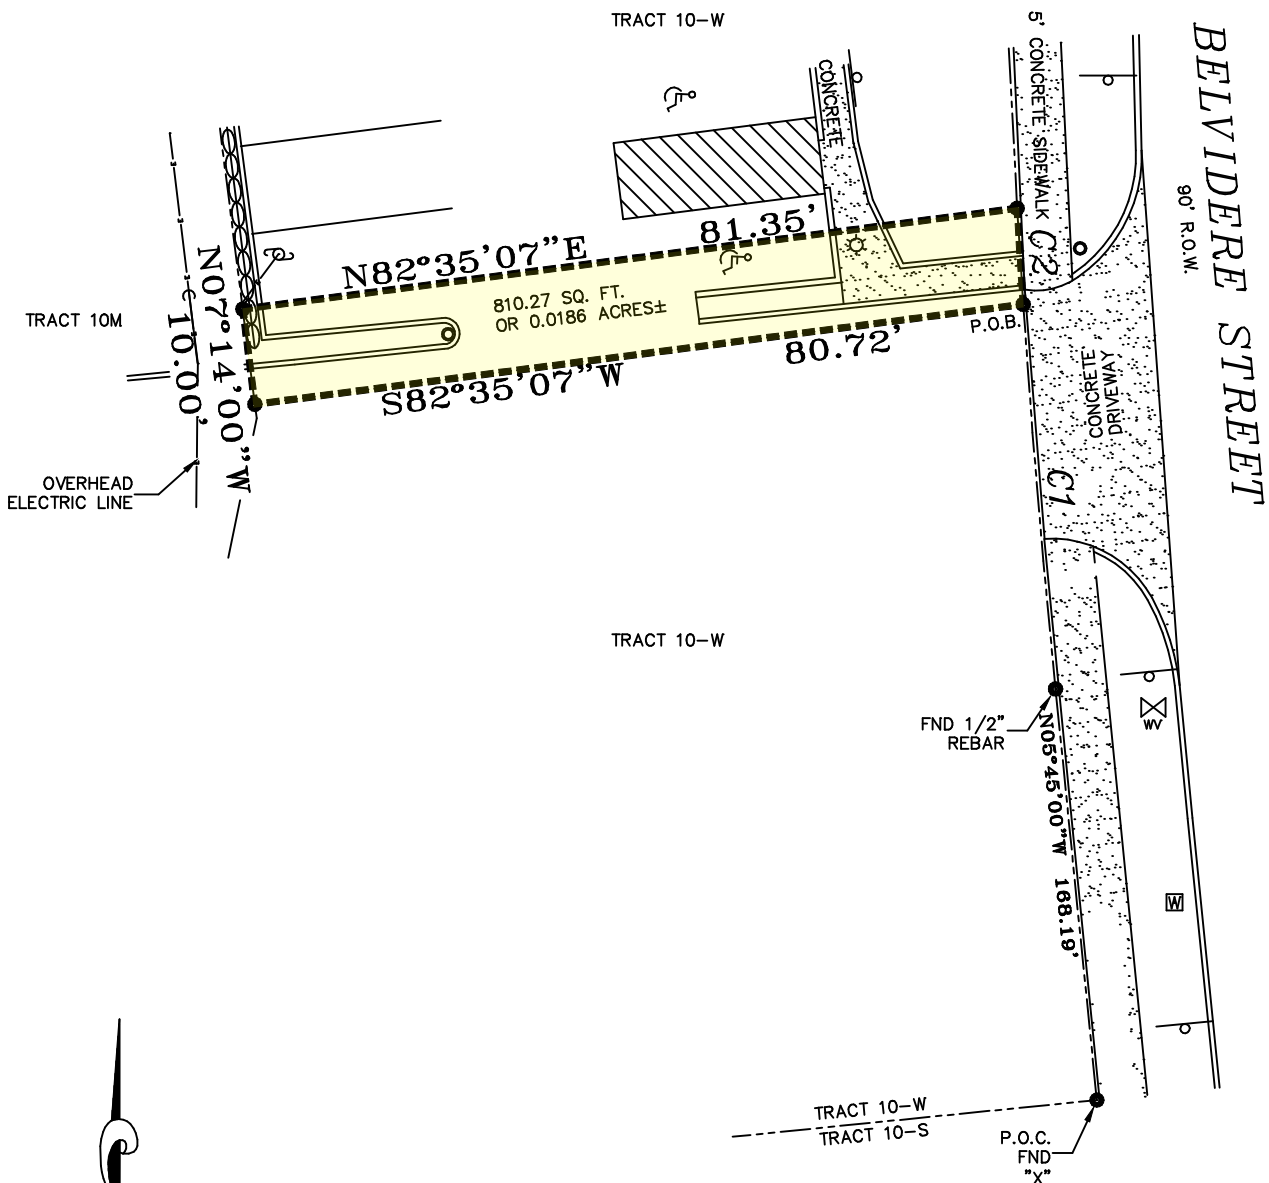 TRACT 10-W
5' CONCRETE SIDEWALK
BELVIDERE STREET
90' R.O.W.
CONCRETE
N82°35'07"E
81.35'
C2
810.27 SQ. FT.
OR 0.0186 ACRES±
P.O.B.
TRACT 10M
N07°14'00"W
10.00'
S82°35'07"W
80.72'
CONCRETE
DRIVEWAY
C1
OVERHEAD
ELECTRIC LINE
TRACT 10-W
FND 1/2"
REBAR
WV
N05°45'00"W 168.19'
W
TRACT 10-W
TRACT 10-S
P.O.C.
FND
"X"